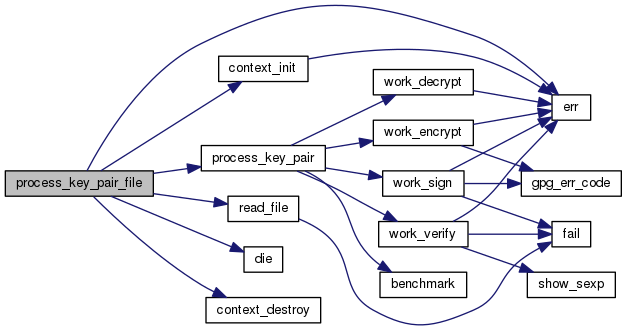 process_key_pair_file
context_init
process_key_pair
read_file
die
context_destroy
work_decrypt
work_encrypt
work_sign
work_verify
benchmark
err
gpg_err_code
fail
show_sexp